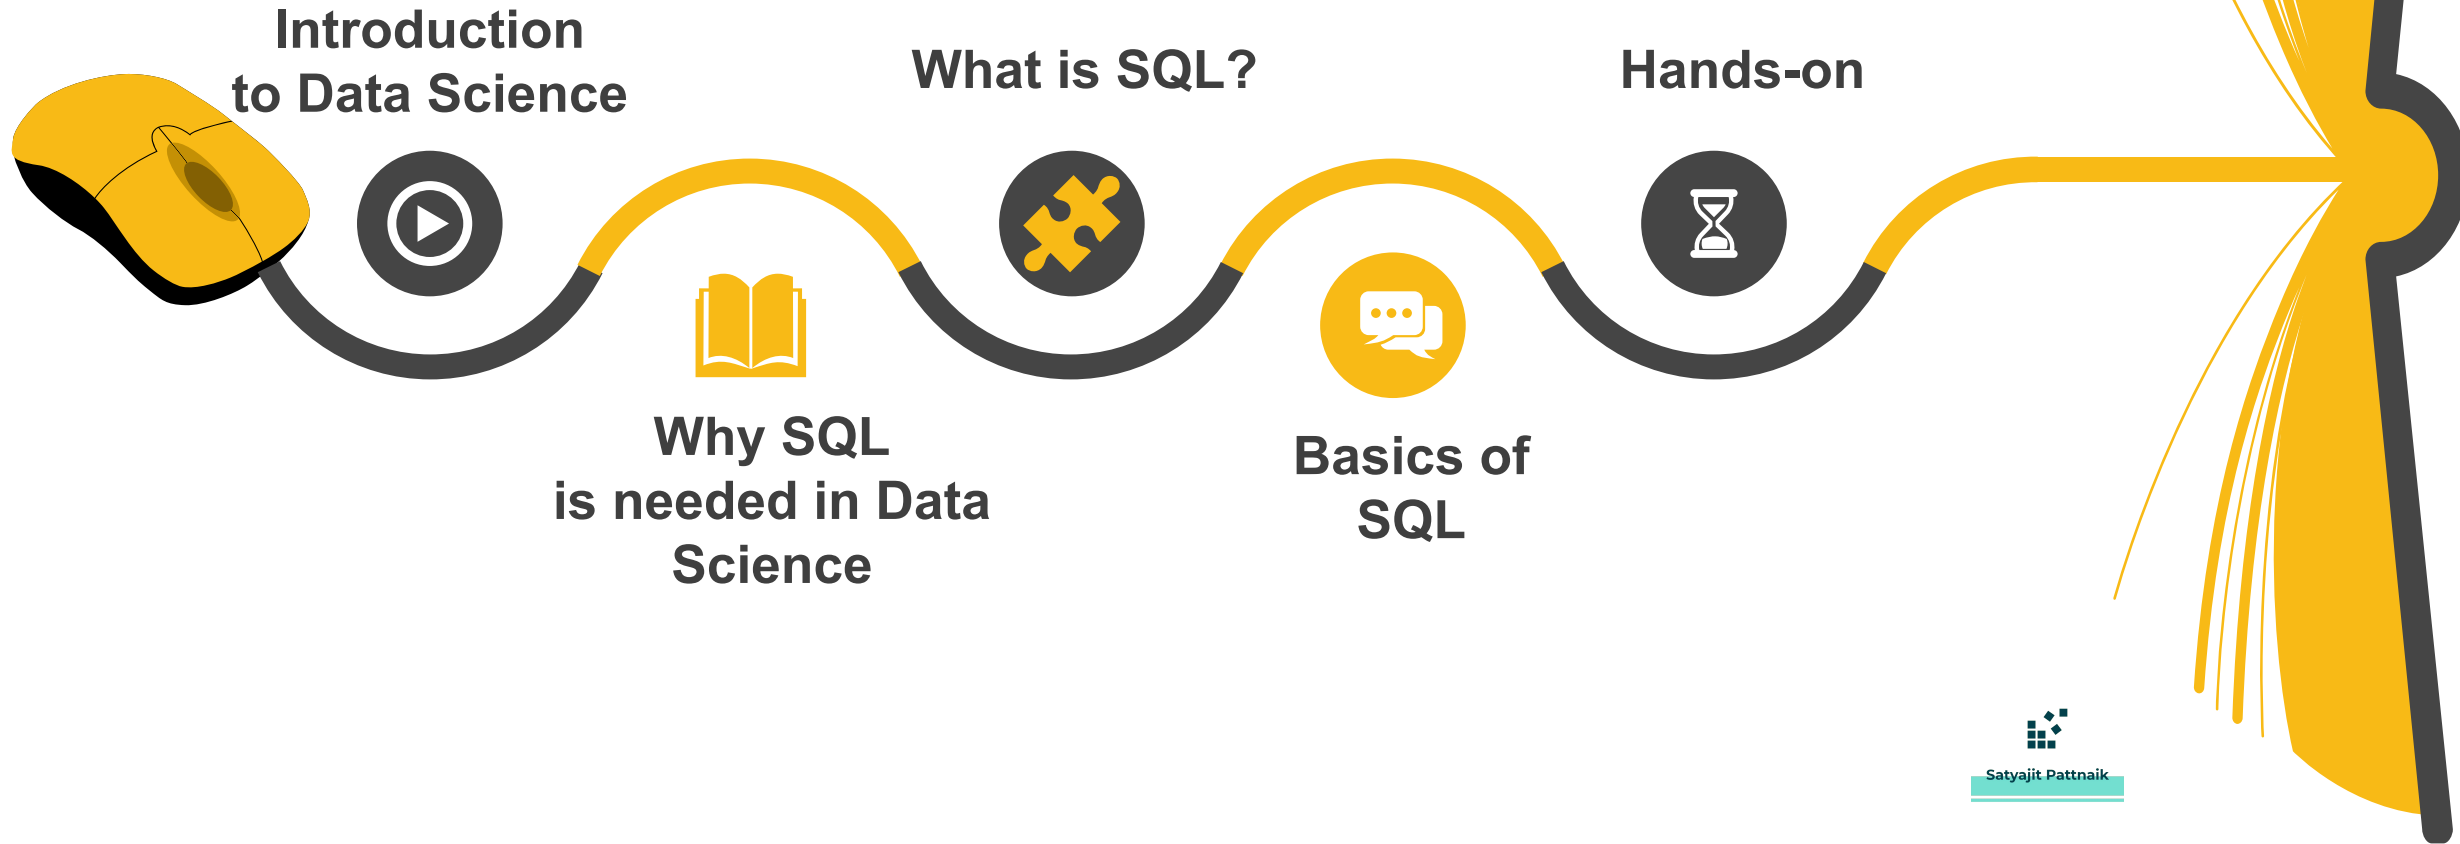 Introduction
to Data Science
Why SQL
is needed in Data
Science
What is SQL?
Basics of
SQL
Hands-on
Satyajit Pattnaik